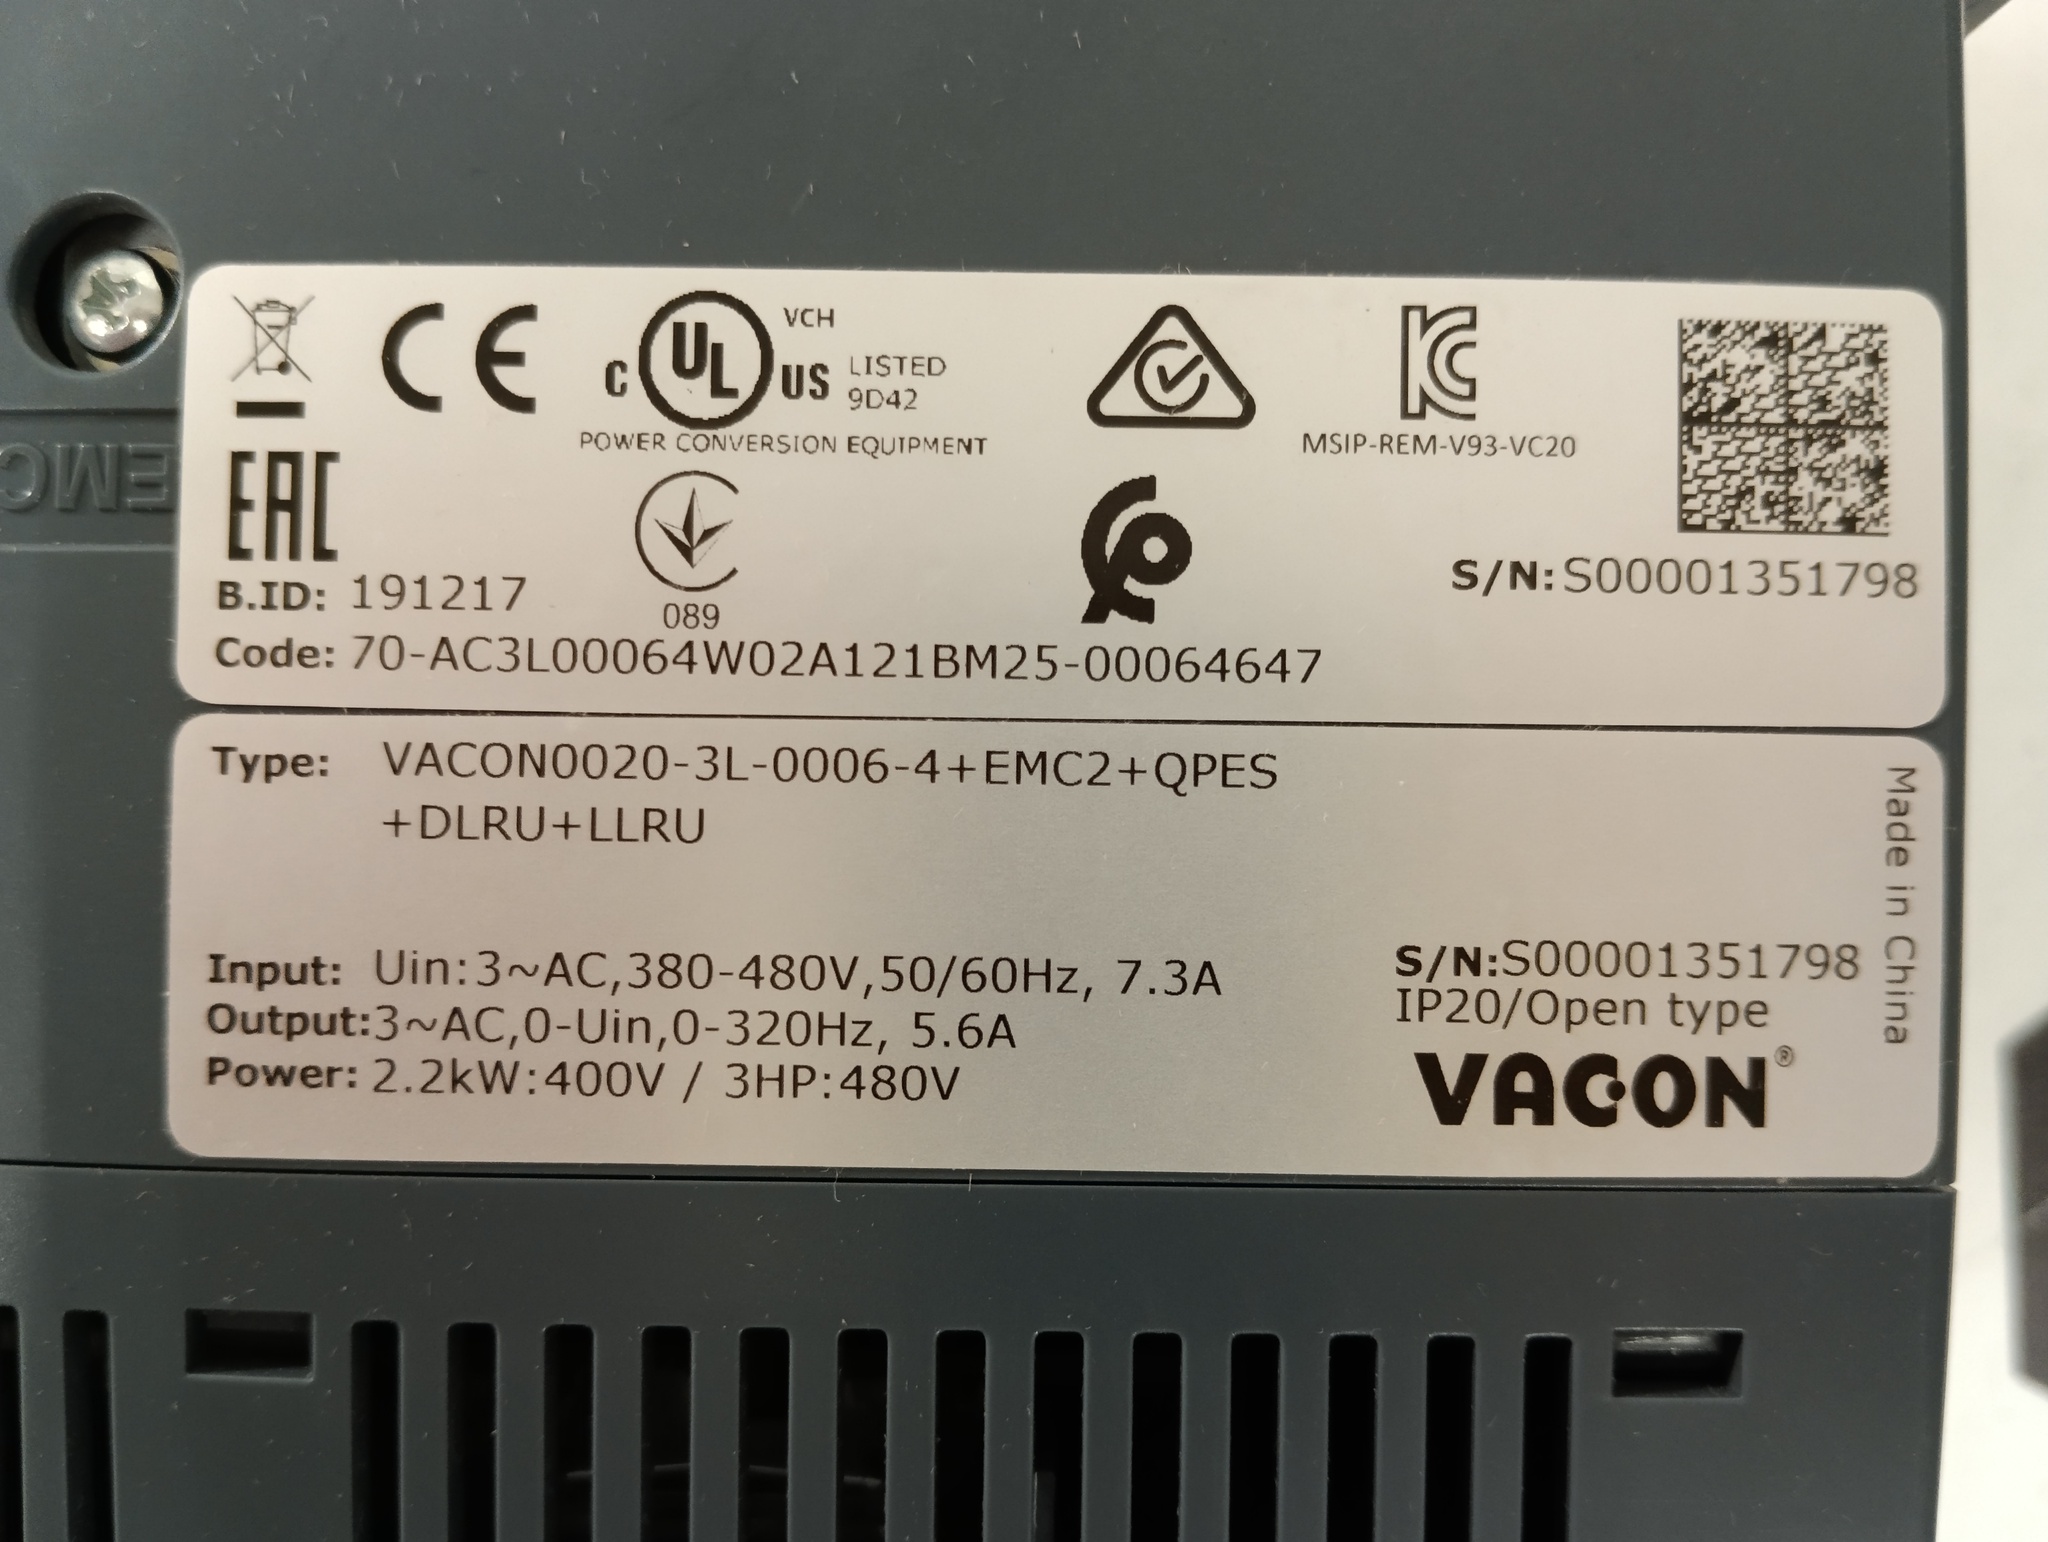 EMC
CE
C UL US
VCH
LISTED
9D42
POWER CONVERSION EQUIPMENT
MSIP-REM-V93-VC20
EAC
089
B.ID: 191217
S/N:S00001351798
Code: 70-AC3L00064W02A121BM25-00064647
Type: VACON0020-3L-0006-4+EMC2+QPES
+DLRU+LLRU
Input: Uin:3~AC,380-480V,50/60Hz, 7.3A
Output:3~AC,0-Uin,0-320Hz, 5.6A
Power: 2.2kW:400V / 3HP:480V
S/N:S00001351798
IP20/Open type
VACON®
Made in China